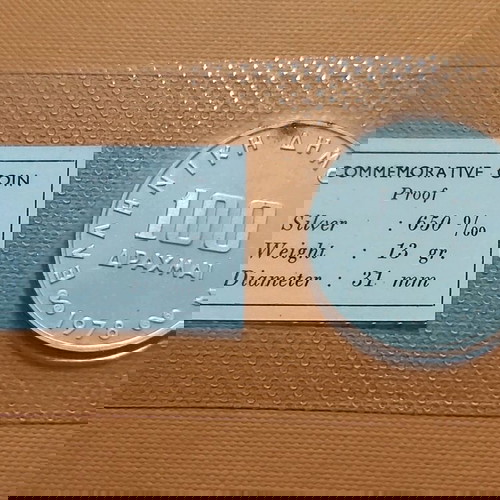 ΕΛΛΗΝΙΚΗ ΔΗΜ
100
ΔΡΑΧΜΑΙ
1978
COMMEMORATIVE COIN
Proof
Silver : 650 ‰
Weight : 13 gr
Diameter : 31 mm